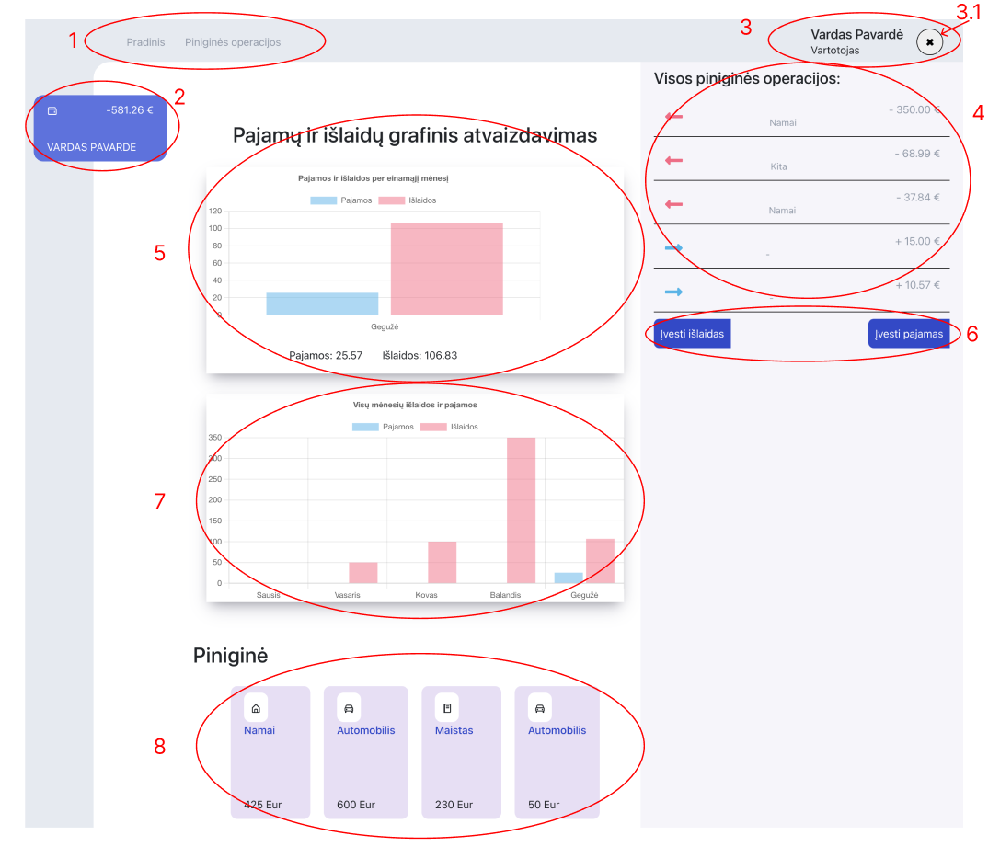 3.1
1
Pradinis Piniginės operacijos
3
Vardas Pavardė
Vartotojas
2
-581.26 €
VARDAS PAVARDE
Visos piniginės operacijos:
4
- 350.00 €
Namai
- 68.99 €
Kita
- 37.84 €
Namai
+ 15.00 €
-
+ 10.57 €
-
Įvesti išlaidas
Įvesti pajamas
6
Pajamų ir išlaidų grafinis atvaizdavimas
5
Pajamos ir išlaidos per einamąjį mėnesį
Pajamos Išlaidos
120
100
80
60
40
20
0
Gegužė
Pajamos: 25.57 Išlaidos: 106.83
7
Visų mėnesių išlaidos ir pajamos
Pajamos Išlaidos
350
300
250
200
150
100
50
0
Sausis Vasaris Kovas Balandis Gegužė
Piniginė
8
Namai Automobilis Maistas Automobilis
425 Eur 600 Eur 230 Eur 50 Eur